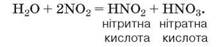 H₂O + 2NO₂ = HNO₂ + HNO₃.
нітритна нітратна
кислота кислота